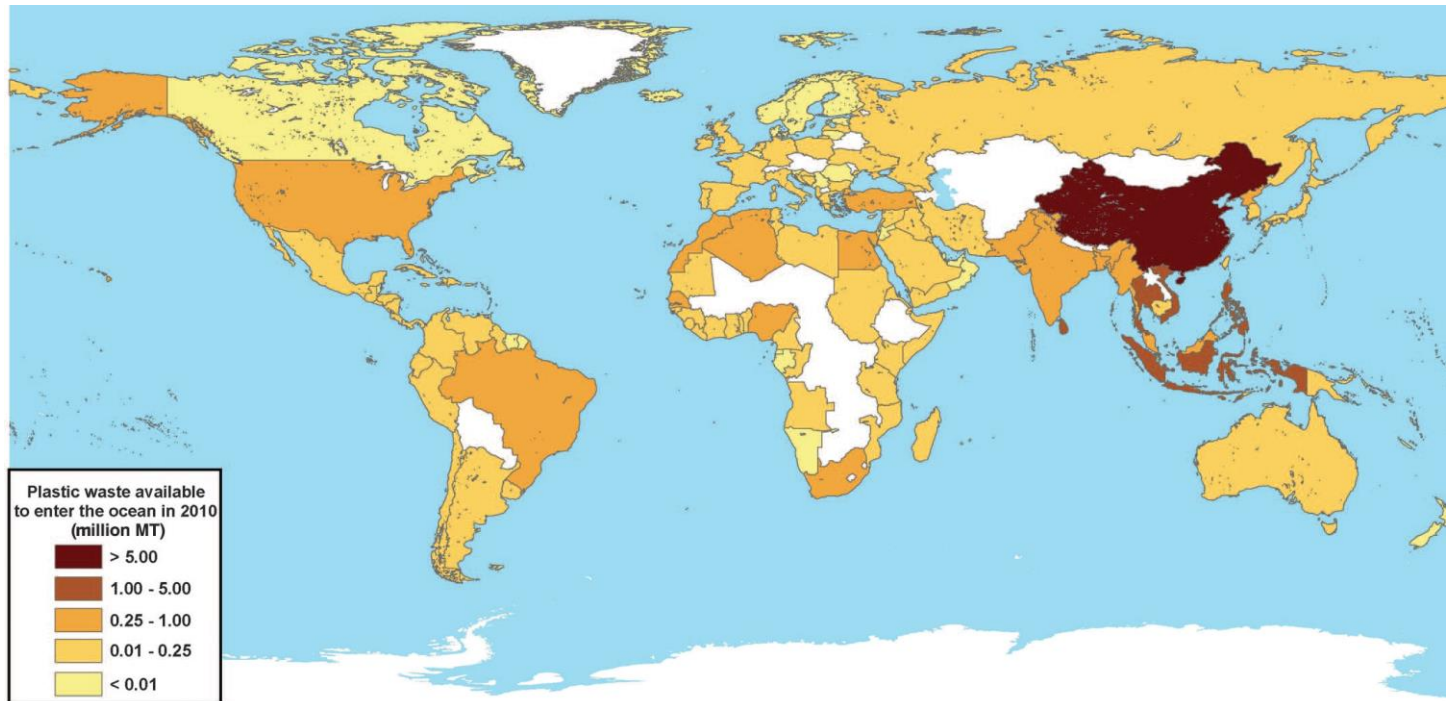 Plastic waste available
to enter the ocean in 2010
(million MT)
> 5.00
1.00 - 5.00
0.25 - 1.00
0.01 - 0.25
< 0.01